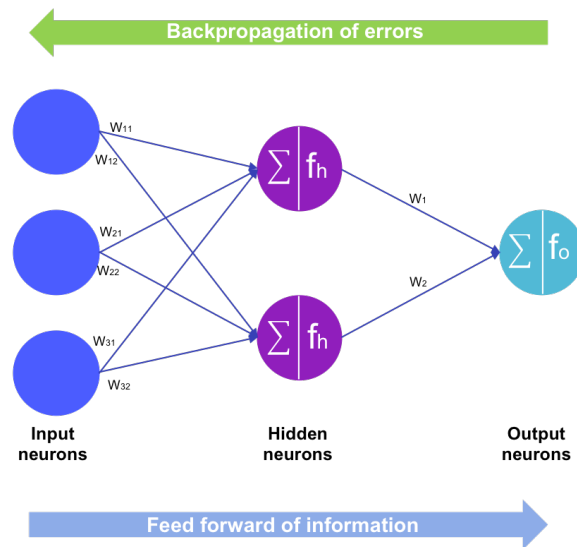 Backpropagation of errors
W11
W12
∑ fh
W1
W21
W22
∑ fo
W2
∑ fh
W31
W32
Input
neurons
Hidden
neurons
Output
neurons
Feed forward of information